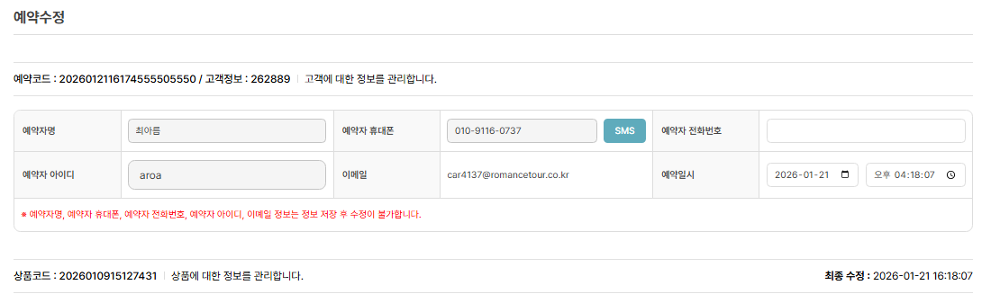 예약수정
예약코드 : 2026012116174555505550 / 고객정보 : 262889 | 고객에 대한 정보를 관리합니다.
예약자명 최아름 예약자 휴대폰 010-9116-0737 SMS 예약자 전화번호
예약자 아이디 aroa 이메일 car4137@romancetour.co.kr 예약일시 2026-01-21 오후 04:18:07
※ 예약자명, 예약자 휴대폰, 예약자 전화번호, 예약자 아이디, 이메일 정보는 정보 저장 후 수정이 불가합니다.
상품코드 : 2026010915127431 | 상품에 대한 정보를 관리합니다. 최종 수정 : 2026-01-21 16:18:07